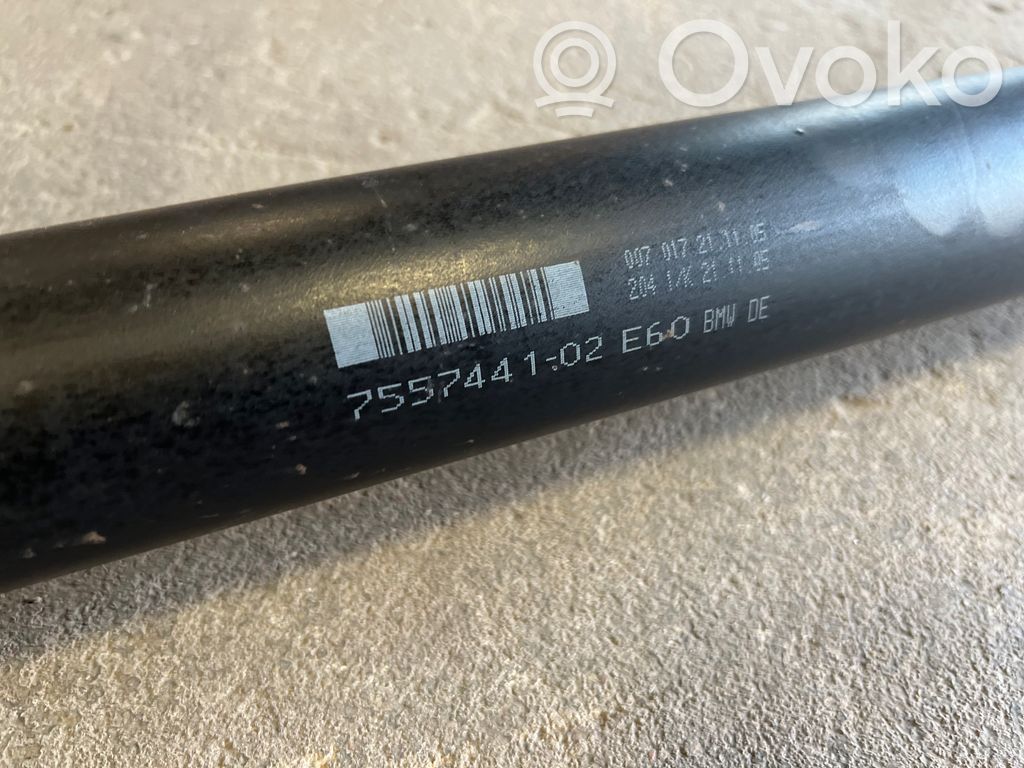 Ovoko
007 017 21.11.05
204 1/K 21 11 05
7557441-02 E60 BMW DE